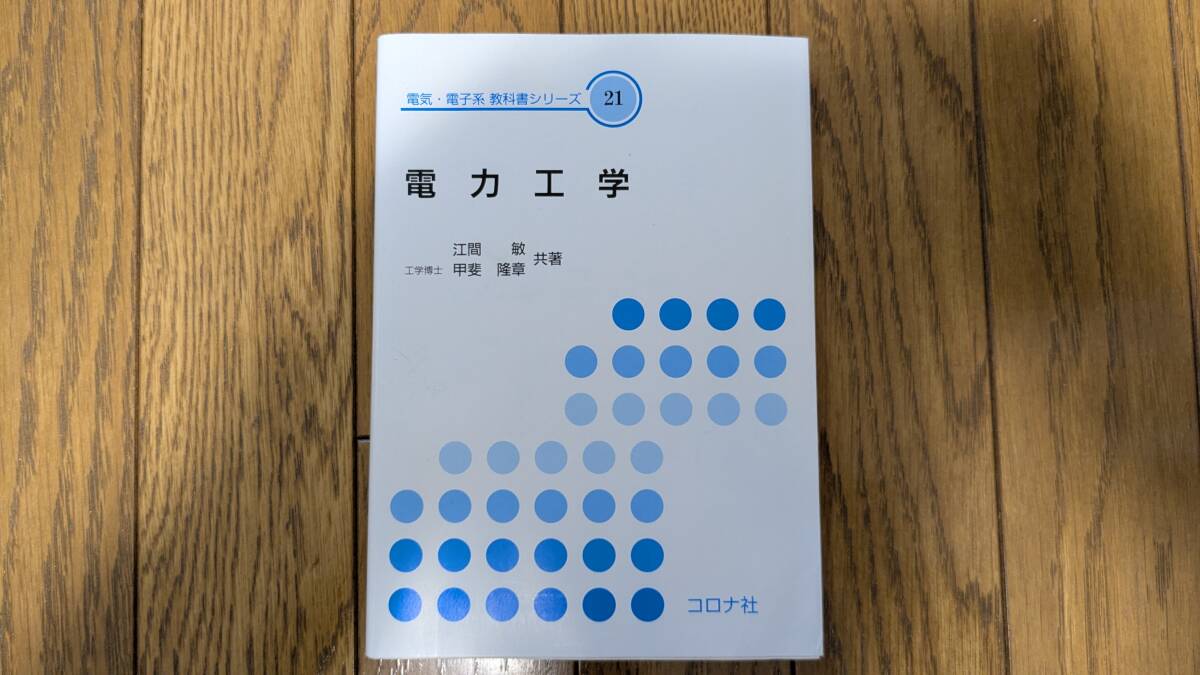 電気・電子系 教科書シリーズ 21
電力工学
江間 敏
工学博士 甲斐 隆章 共著
コロナ社